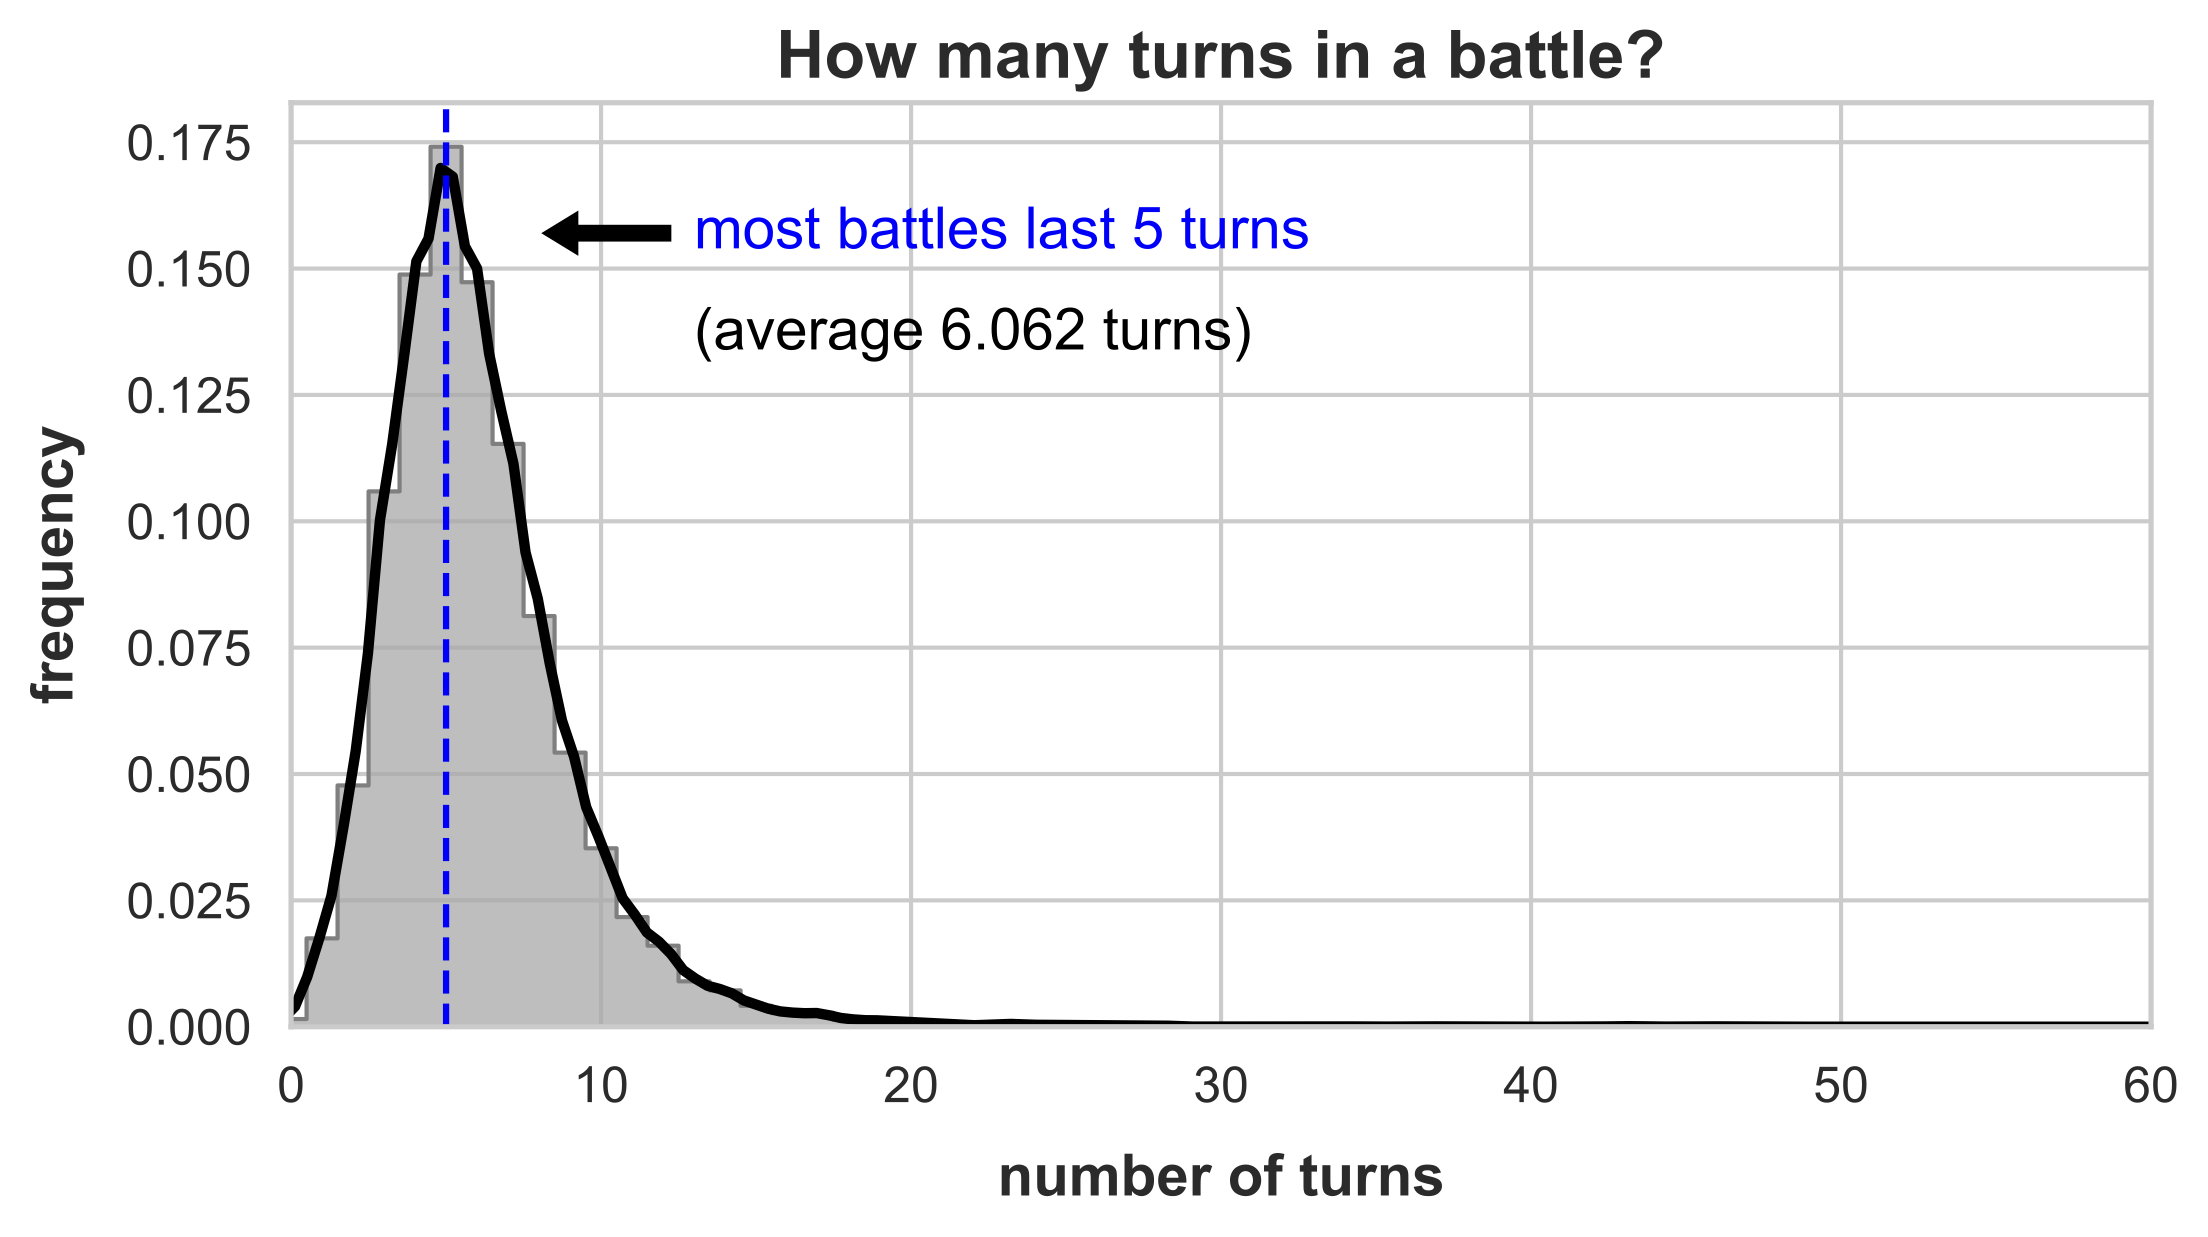 How many turns in a battle?
0.175
most battles last 5 turns
0.150
(average 6.062 turns)
0.125
0.100
0.075
0.050
0.025
0.000
frequency
0 10 20 30 40 50 60
number of turns